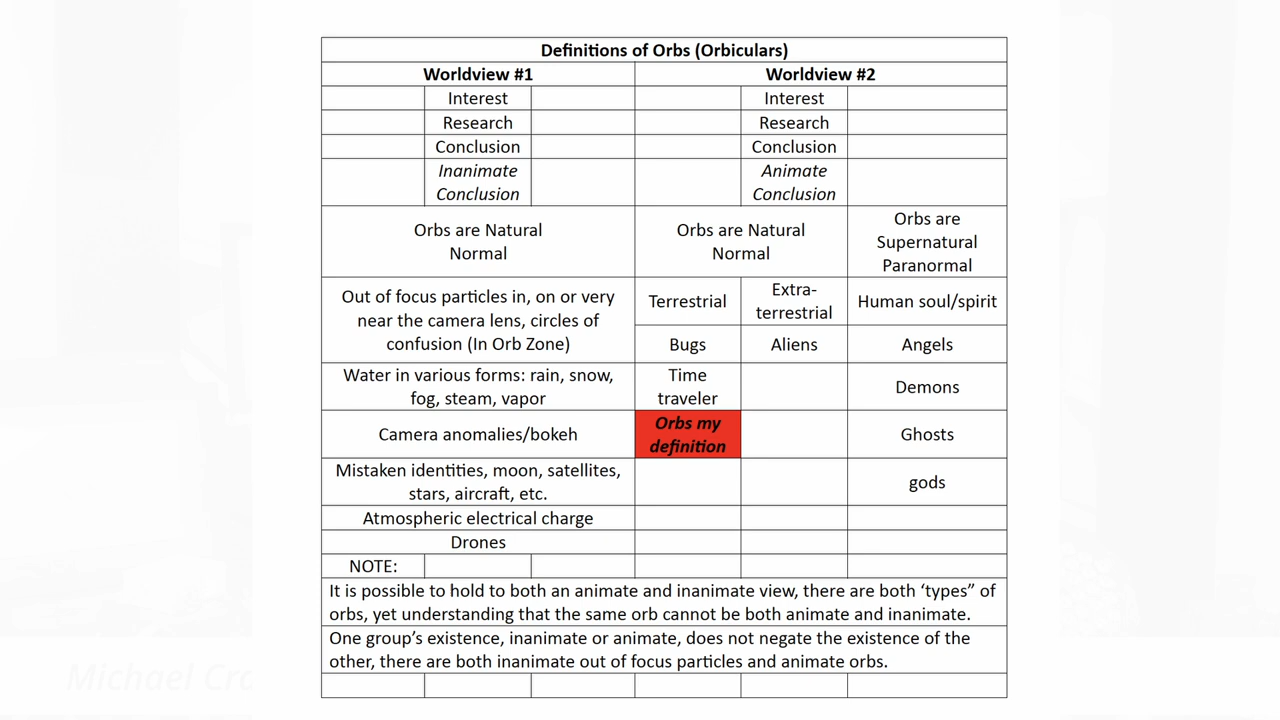 Definitions of Orbs (Orbiculars)
Worldview #1 Worldview #2
Interest Interest
Research Research
Conclusion Conclusion
Inanimate Animate
Conclusion Conclusion
Orbs are Natural
Normal
Orbs are Natural
Normal
Orbs are
Supernatural
Paranormal
Out of focus particles in, on or very
near the camera lens, circles of
confusion (In Orb Zone)
Terrestrial
Extra-
terrestrial
Human soul/spirit
Bugs Aliens Angels
Water in various forms: rain, snow,
fog, steam, vapor
Time
traveler
Demons
Camera anomalies/bokeh
Orbs my
definition
Ghosts
Mistaken identities, moon, satellites,
stars, aircraft, etc.
gods
Atmospheric electrical charge
Drones
NOTE:
It is possible to hold to both an animate and inanimate view, there are both ‘types” of
orbs, yet understanding that the same orb cannot be both animate and inanimate.
One group’s existence, inanimate or animate, does not negate the existence of the
other, there are both inanimate out of focus particles and animate orbs.
Michael